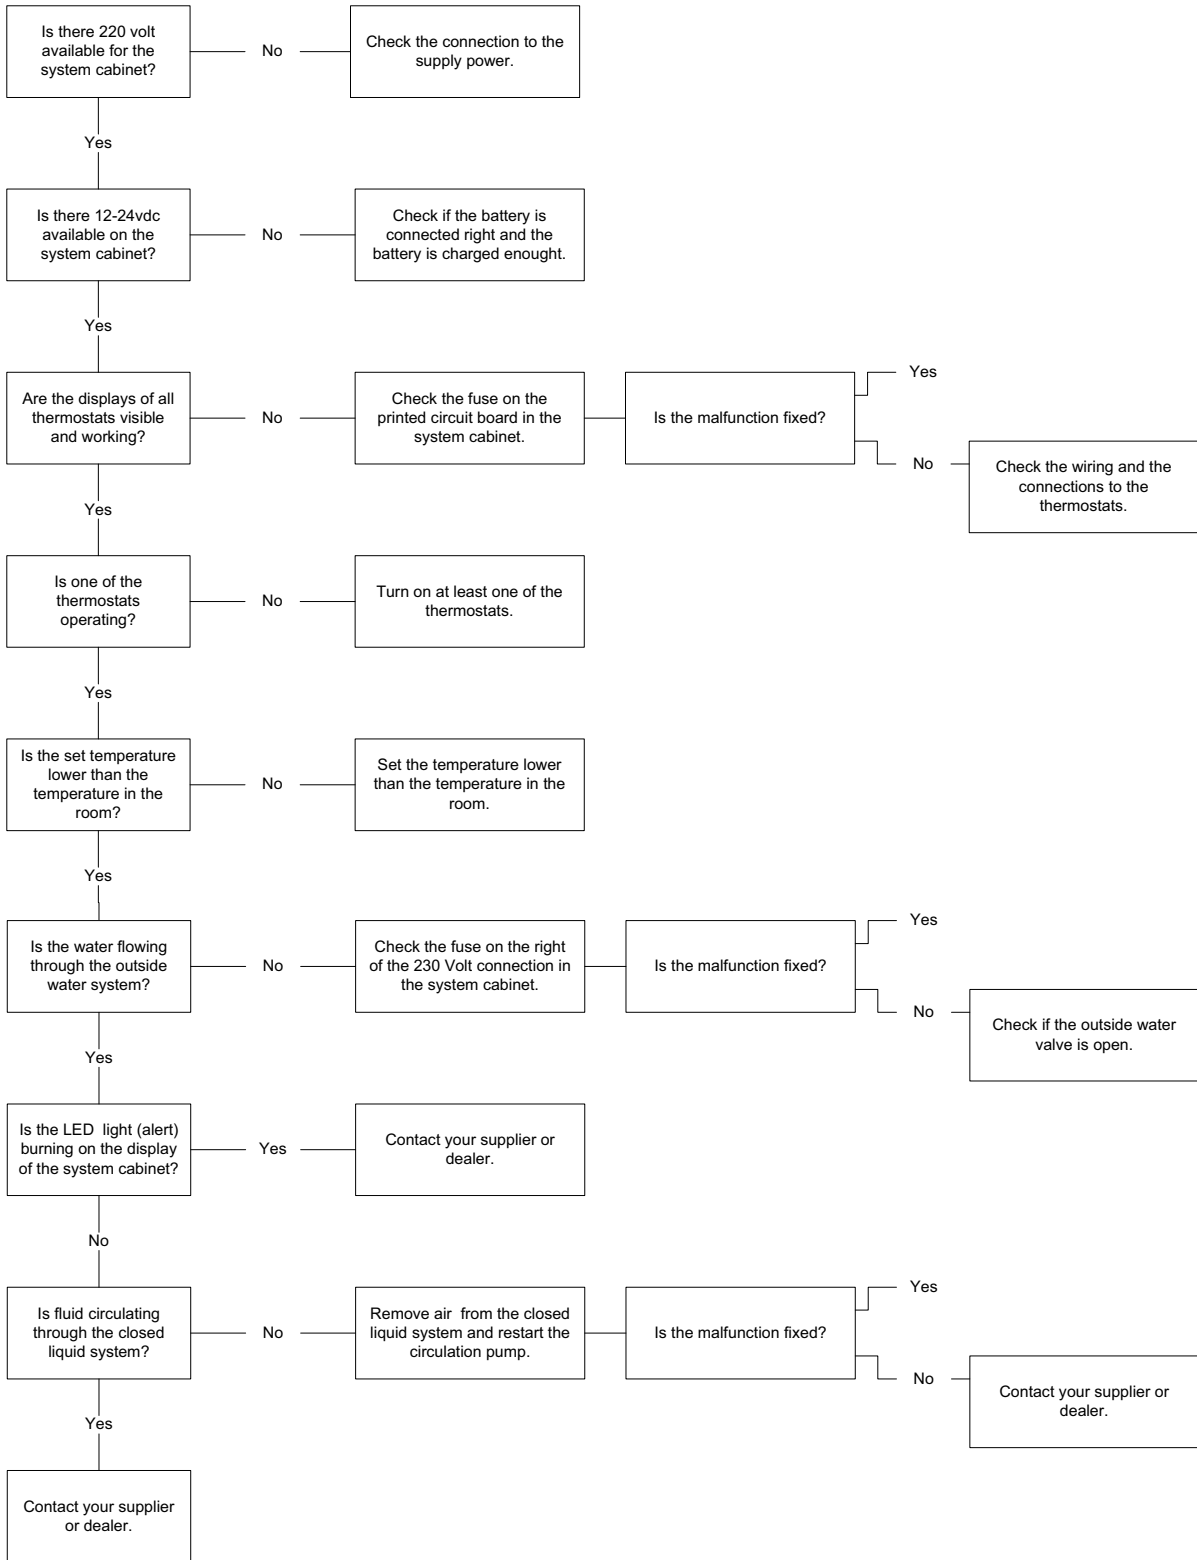 Is there 220 volt
available for the
system cabinet?
No
Check the connection to the
supply power.
Yes
Is there 12-24vdc
available on the
system cabinet?
No
Check if the battery is
connected right and the
battery is charged enought.
Yes
Are the displays of all
thermostats visible
and working?
No
Check the fuse on the
printed circuit board in the
system cabinet.
Is the malfunction fixed?
Yes
No
Check the wiring and the
connections to the
thermostats.
Yes
Is one of the
thermostats
operating?
No
Turn on at least one of the
thermostats.
Yes
Is the set temperature
lower than the
temperature in the
room?
No
Set the temperature lower
than the temperature in the
room.
Yes
Is the water flowing
through the outside
water system?
No
Check the fuse on the right
of the 230 Volt connection in
the system cabinet.
Is the malfunction fixed?
Yes
No
Check if the outside water
valve is open.
Yes
Is the LED light (alert)
burning on the display
of the system cabinet?
Yes
Contact your supplier or
dealer.
No
Is fluid circulating
through the closed
liquid system?
No
Remove air from the closed
liquid system and restart the
circulation pump.
Is the malfunction fixed?
Yes
No
Contact your supplier or
dealer.
Yes
Contact your supplier
or dealer.